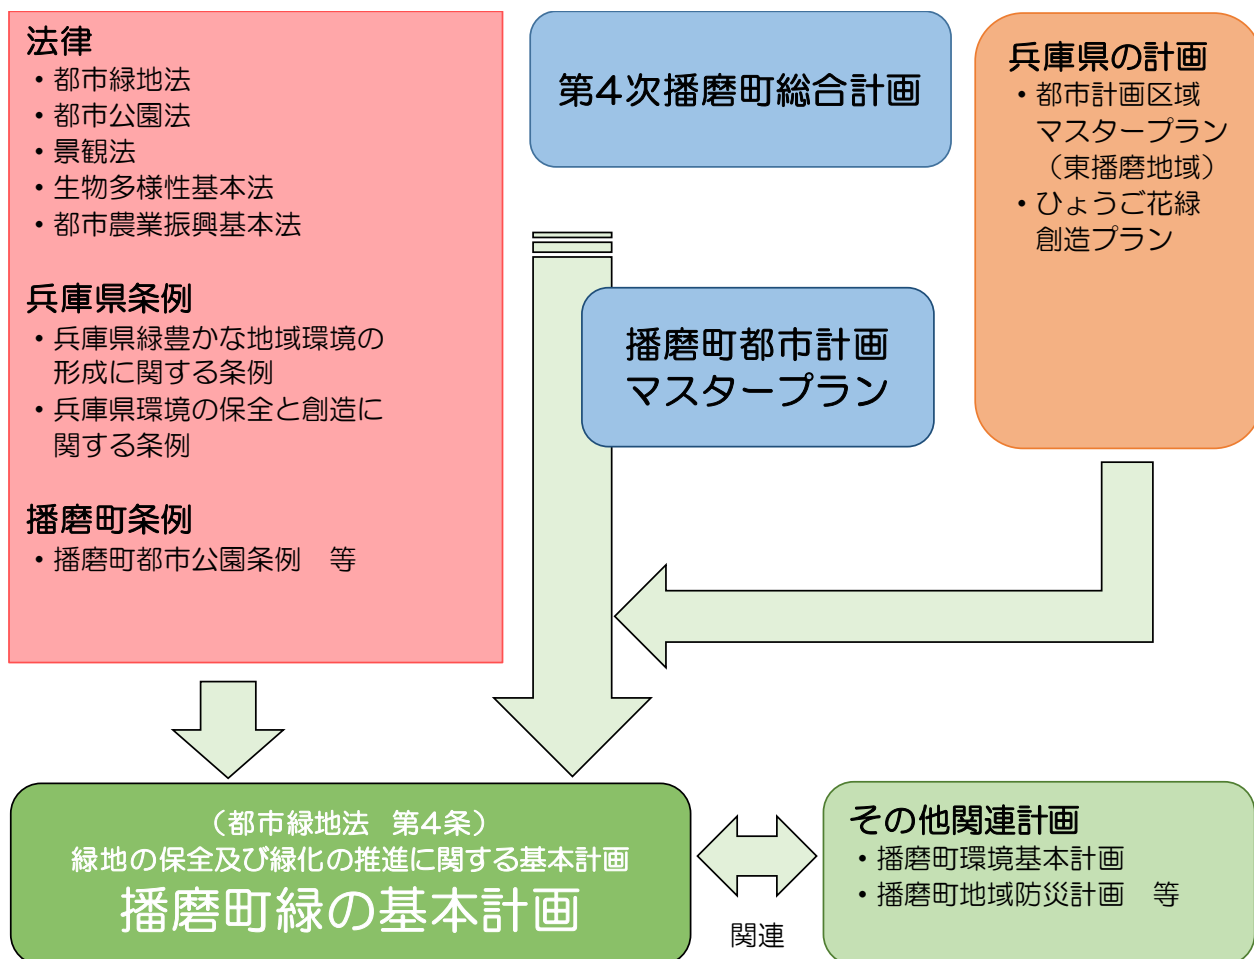 法律
・都市緑地法
・都市公園法
・景観法
・生物多様性基本法
・都市農業振興基本法
兵庫県条例
・兵庫県緑豊かな地域環境の
形成に関する条例
・兵庫県環境の保全と創造に
関する条例
播磨町条例
・播磨町都市公園条例　等
第4次播磨町総合計画
播磨町都市計画
マスタープラン
兵庫県の計画
・都市計画区域
マスタープラン
（東播磨地域）
・ひょうご花緑
創造プラン
（都市緑地法　第4条）
緑地の保全及び緑化の推進に関する基本計画
播磨町緑の基本計画
関連
その他関連計画
・播磨町環境基本計画
・播磨町地域防災計画　等